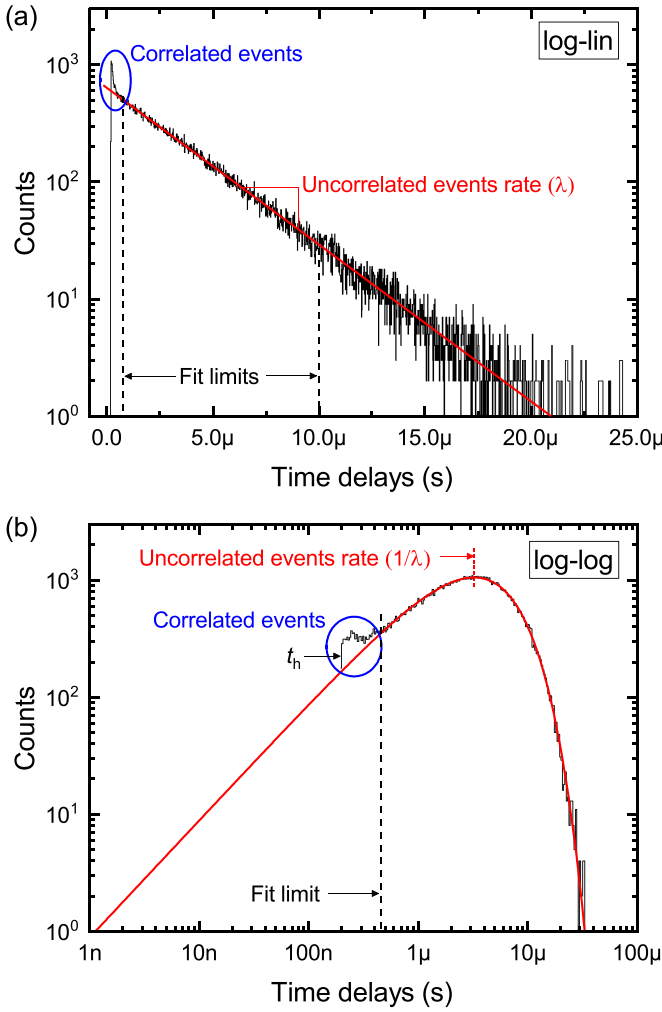 (a)
log-lin
Correlated events
Uncorrelated events rate (λ)
Fit limits
Counts
10³
10²
10¹
10⁰
0.0
5.0μ
10.0μ
15.0μ
20.0μ
25.0μ
Time delays (s)
(b)
log-log
Uncorrelated events rate (1/λ)
Correlated events
tₕ
Fit limit
Counts
10³
10²
10¹
10⁰
1n
10n
100n
1μ
10μ
100μ
Time delays (s)